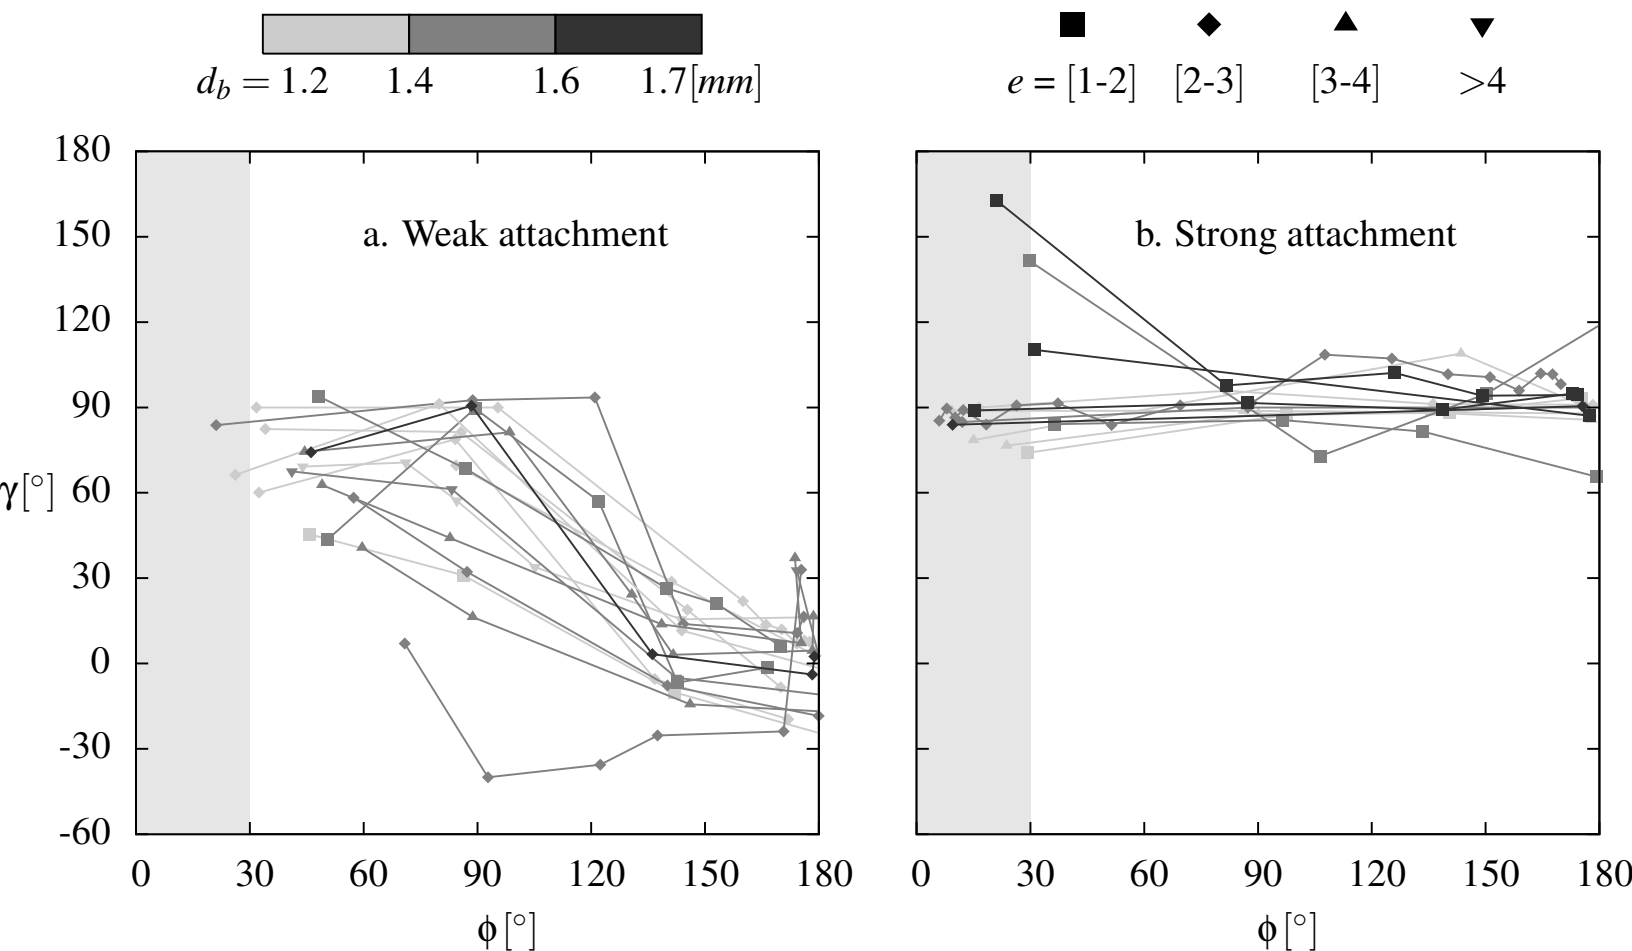 d_b = 1.2 1.4 1.6 1.7[mm]
e = [1-2] [2-3] [3-4] >4
a. Weak attachment
b. Strong attachment
γ[°]
180
150
120
90
60
30
0
-30
-60
0 30 60 90 120 150 180
0 30 60 90 120 150 180
ϕ[°]
ϕ[°]